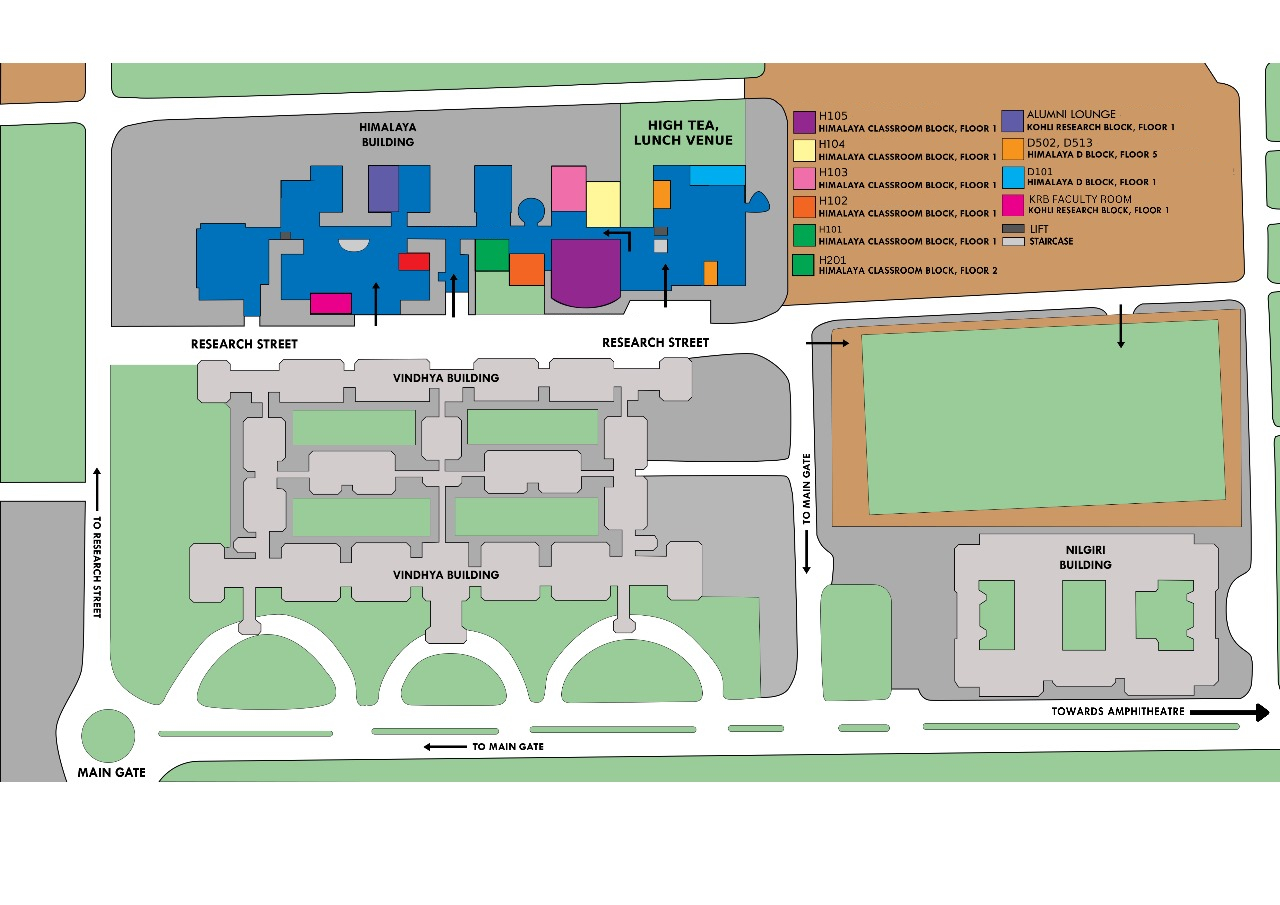 HIMALAYA
BUILDING
HIGH TEA,
LUNCH VENUE
H105
HIMALAYA CLASSROOM BLOCK, FLOOR 1
H104
HIMALAYA CLASSROOM BLOCK, FLOOR 1
H103
HIMALAYA CLASSROOM BLOCK, FLOOR 1
H102
HIMALAYA CLASSROOM BLOCK, FLOOR 1
H101
HIMALAYA CLASSROOM BLOCK, FLOOR 1
H201
HIMALAYA CLASSROOM BLOCK, FLOOR 2
ALUMNI LOUNGE
KOHLI RESEARCH BLOCK, FLOOR 1
D502, D513
HIMALAYA D BLOCK, FLOOR 5
D101
HIMALAYA D BLOCK, FLOOR 1
KRB FACULTY ROOM
KOHLI RESEARCH BLOCK, FLOOR 1
LIFT
STAIRCASE
RESEARCH STREET
RESEARCH STREET
VINDHYA BUILDING
TO RESEARCH STREET
TO MAIN GATE
VINDHYA BUILDING
NILGIRI
BUILDING
TOWARDS AMPHITHEATRE
TO MAIN GATE
MAIN GATE